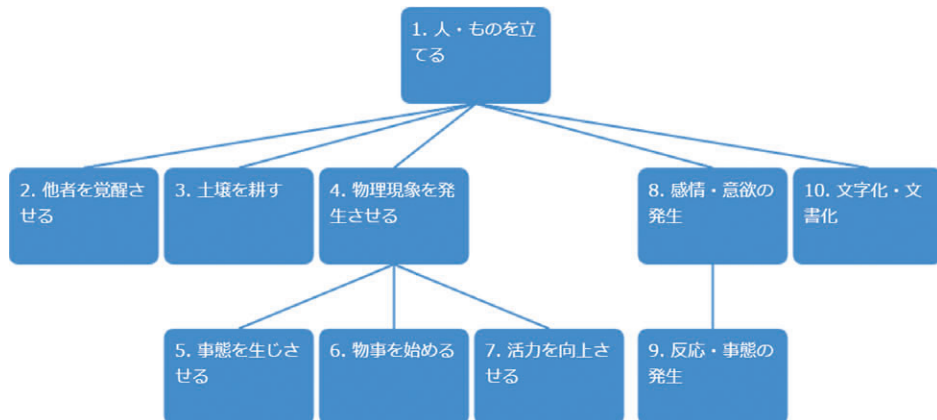 1. 人・ものを立
てる
2. 他者を覚醒さ
せる
3. 土壌を耕す
4. 物理現象を発
生させる
8. 感情・意欲の
発生
10. 文字化・文
書化
5. 事態を生じさ
せる
6. 物事を始める
7. 活力を向上さ
せる
9. 反応・事態の
発生